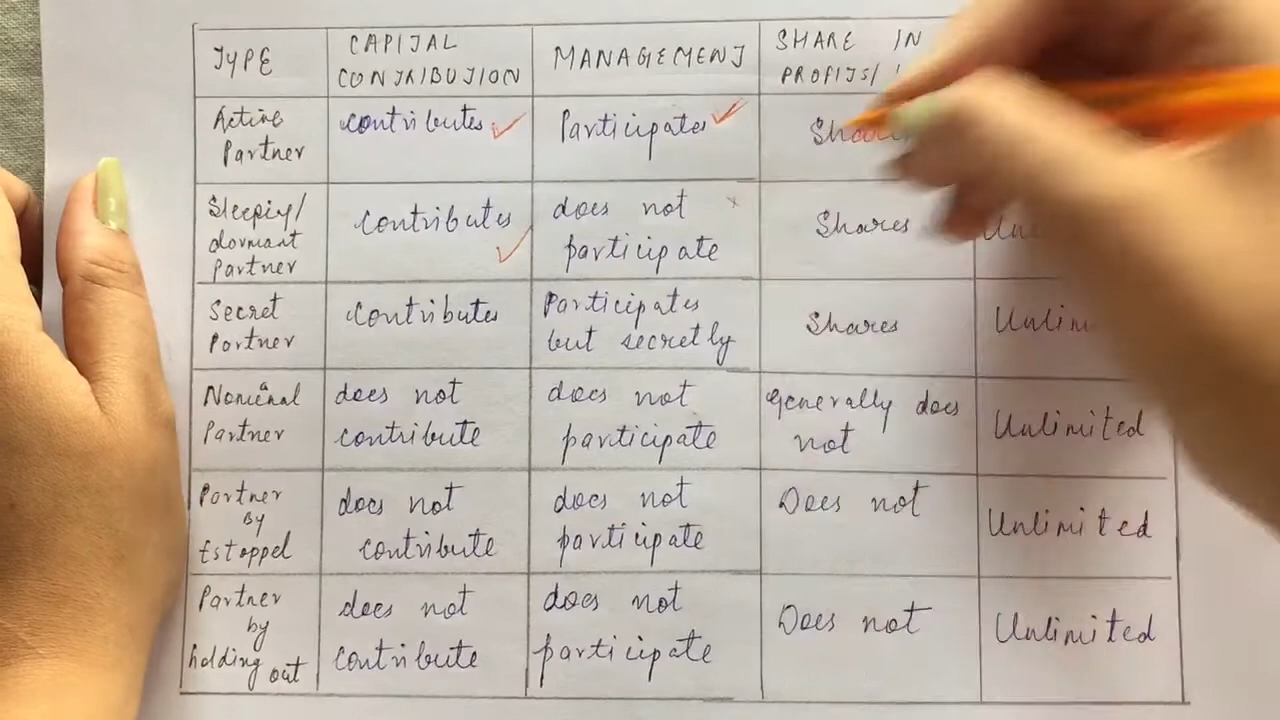 TYPE
CAPITAL
CONTRIBUTION
MANAGEMENT
SHARE IN
PROFITS/
Active
Partner
contributes
Participates
Sleepig/
dormant
Partner
contributes
does not
participate
Shares
Secret
Partner
contributes
Participates
but secretly
Shares
Nominal
Partner
does not
contribute
does not
participate
Generally does
not
Unlimited
Partner
By
Estoppel
does not
contribute
does not
participate
Does not
Unlimited
Partner
by
holding out
does not
contribute
does not
participate
Does not
Unlimited